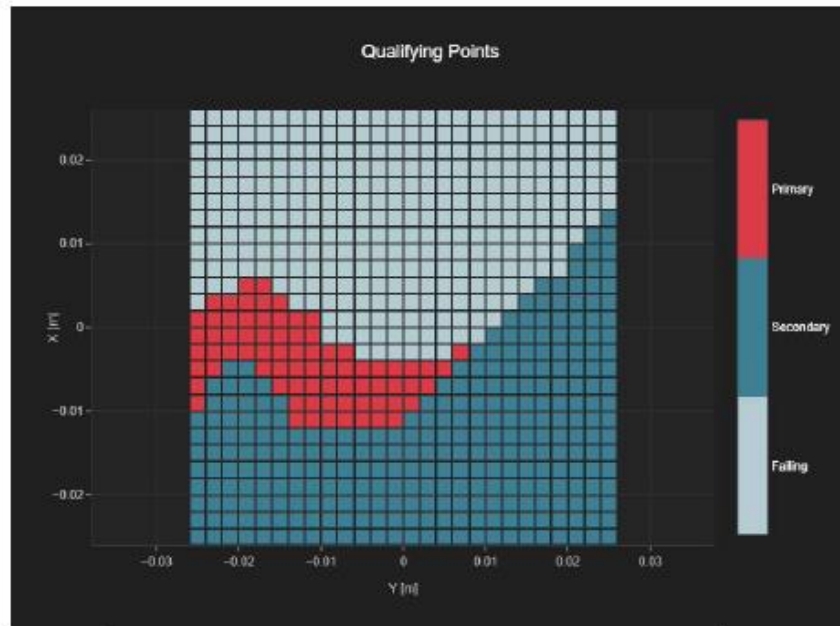 Qualifying Points
0.02
0.01
0
−0.01
−0.02
X [m]
−0.03
−0.02
−0.01
0
0.01
0.02
0.03
Y [m]
Primary
Secondary
Failing